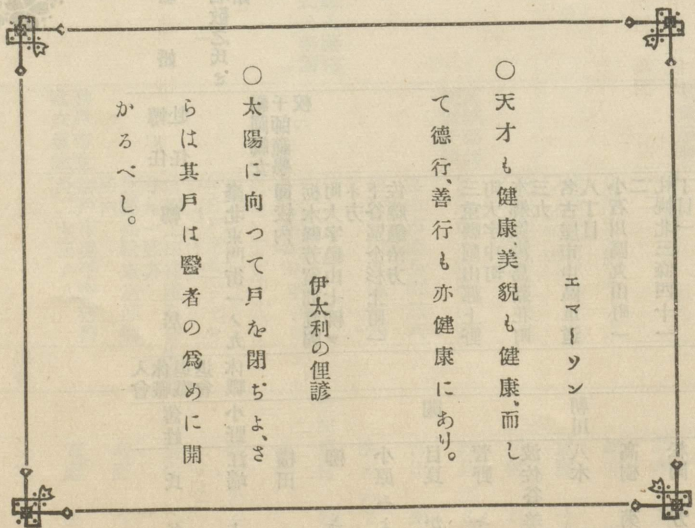 エマーソン
〇天才も健康、美貌も健康、而し
て德行、善行も亦健康にあり。
伊太利の俚諺
〇太陽に向つて戸を閉ぢよ、さ
らは其戸は醫者の爲めに開
かるべし。